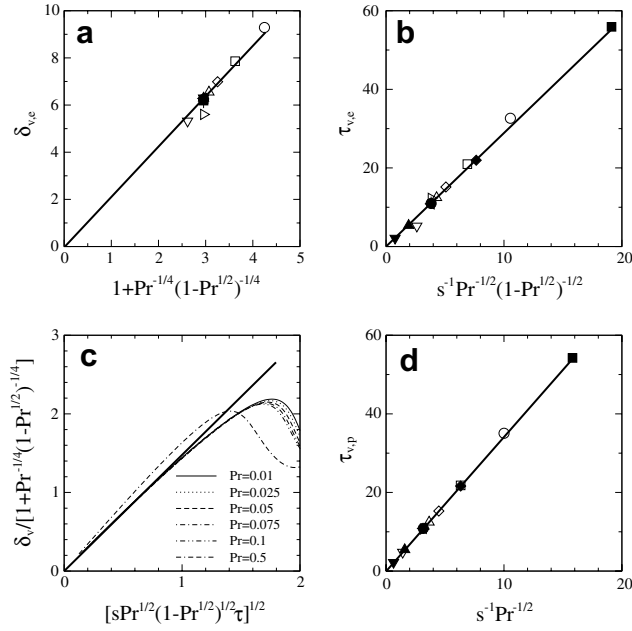 a
10
8
6
4
2
0
δv,e
0 1 2 3 4 5
1+Pr^-1/4(1-Pr^1/2)^-1/4
b
60
40
20
0
τv,e
0 10 20
s^-1Pr^-1/2(1-Pr^1/2)^-1/2
c
3
2
1
0
δv/[1+Pr^-1/4(1-Pr^1/2)^-1/4]
Pr=0.01
Pr=0.025
Pr=0.05
Pr=0.075
Pr=0.1
Pr=0.5
0 1 2
[sPr^1/2(1-Pr^1/2)^1/2τ]^1/2
d
60
40
20
0
τv,p
0 10 20
s^-1Pr^-1/2